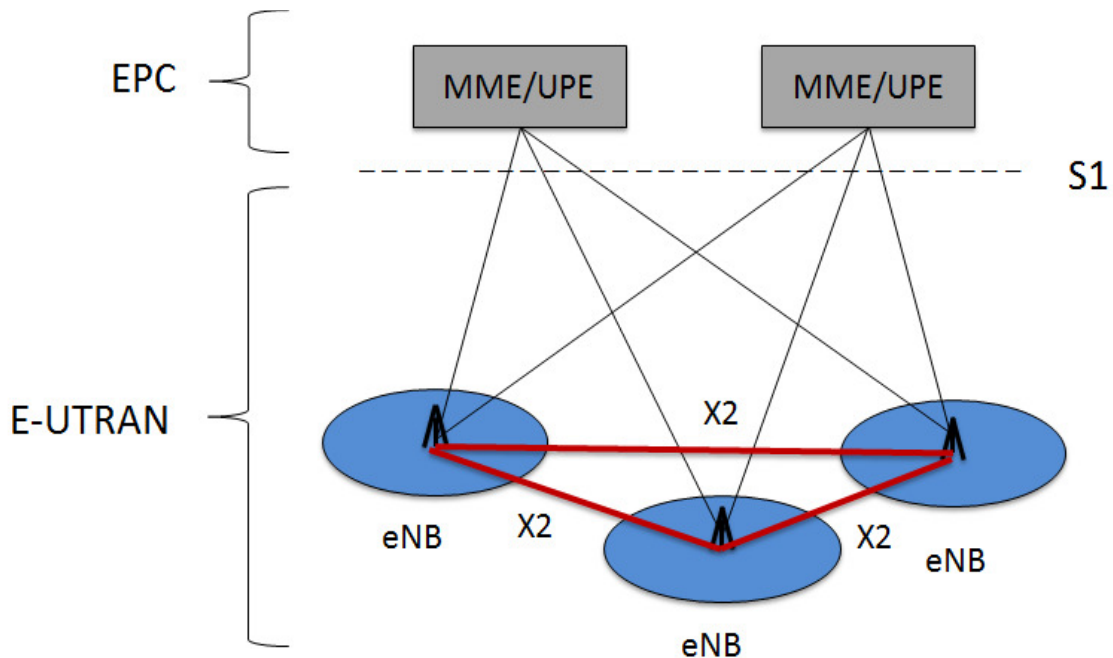 EPC
MME/UPE
MME/UPE
S1
E-UTRAN
X2
X2
X2
eNB
eNB
eNB